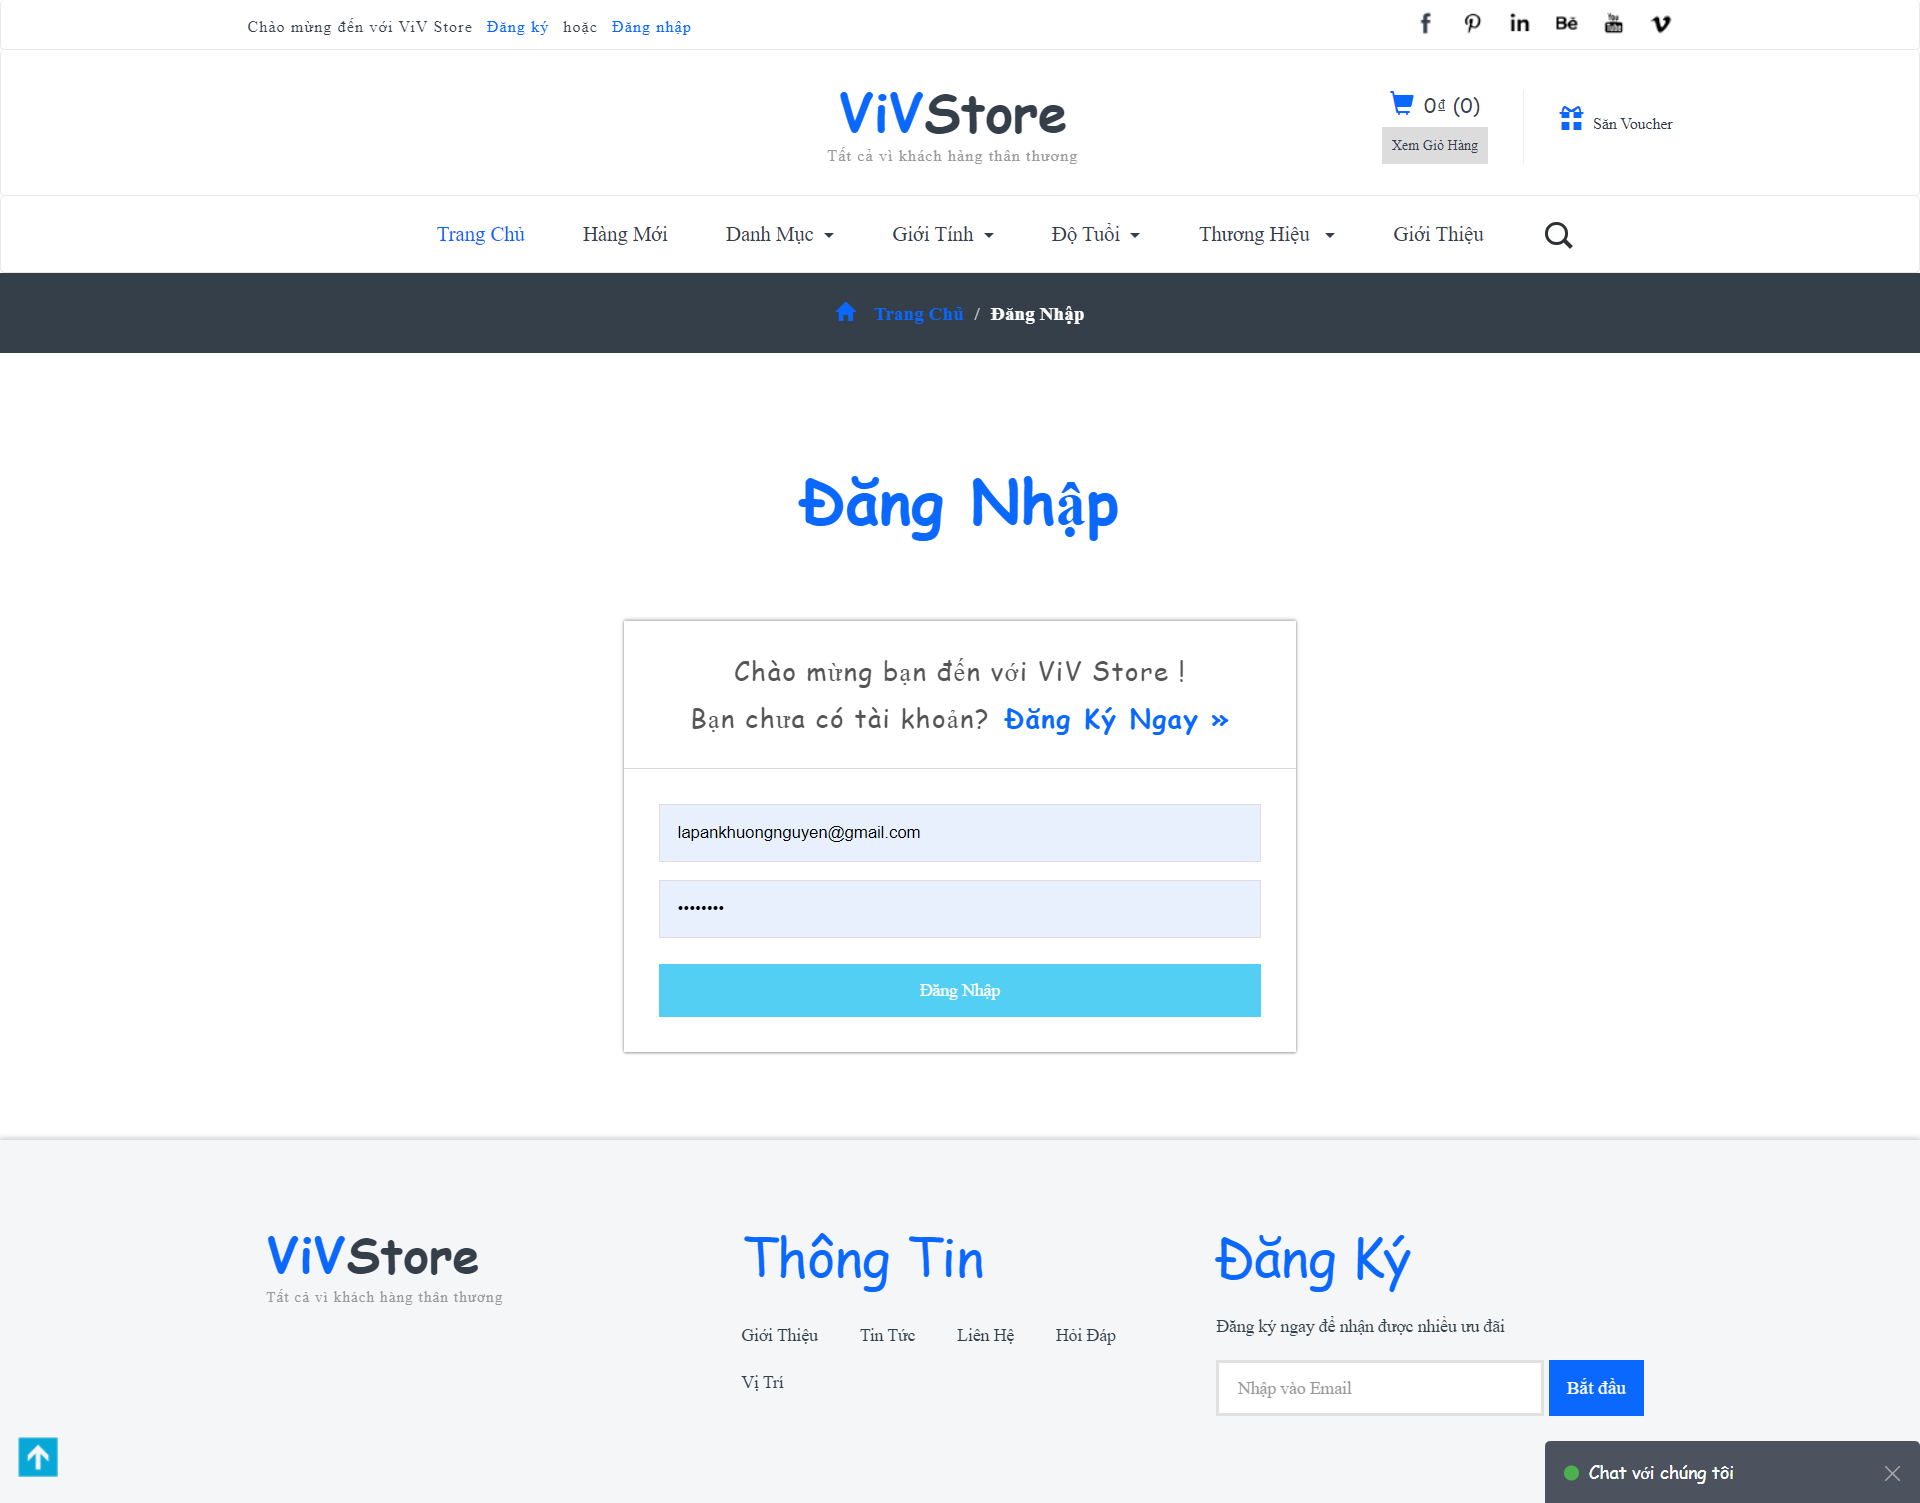 Chào mừng đến với ViV Store Đăng ký hoặc Đăng nhập
ViVStore
Tất cả vì khách hàng thân thương
0₫ (0)
Xem Giỏ Hàng
Săn Voucher
Trang Chủ Hàng Mới Danh Mục Giới Tính Độ Tuổi Thương Hiệu Giới Thiệu
Trang Chủ / Đăng Nhập
Đăng Nhập
Chào mừng bạn đến với ViV Store !
Bạn chưa có tài khoản? Đăng Ký Ngay »
lapankhuongnguyen@gmail.com
••••••••
Đăng Nhập
ViVStore
Tất cả vì khách hàng thân thương
Thông Tin
Giới Thiệu Tin Tức Liên Hệ Hỏi Đáp
Vị Trí
Đăng Ký
Đăng ký ngay để nhận được nhiều ưu đãi
Nhập vào Email
Bắt đầu
Chat với chúng tôi